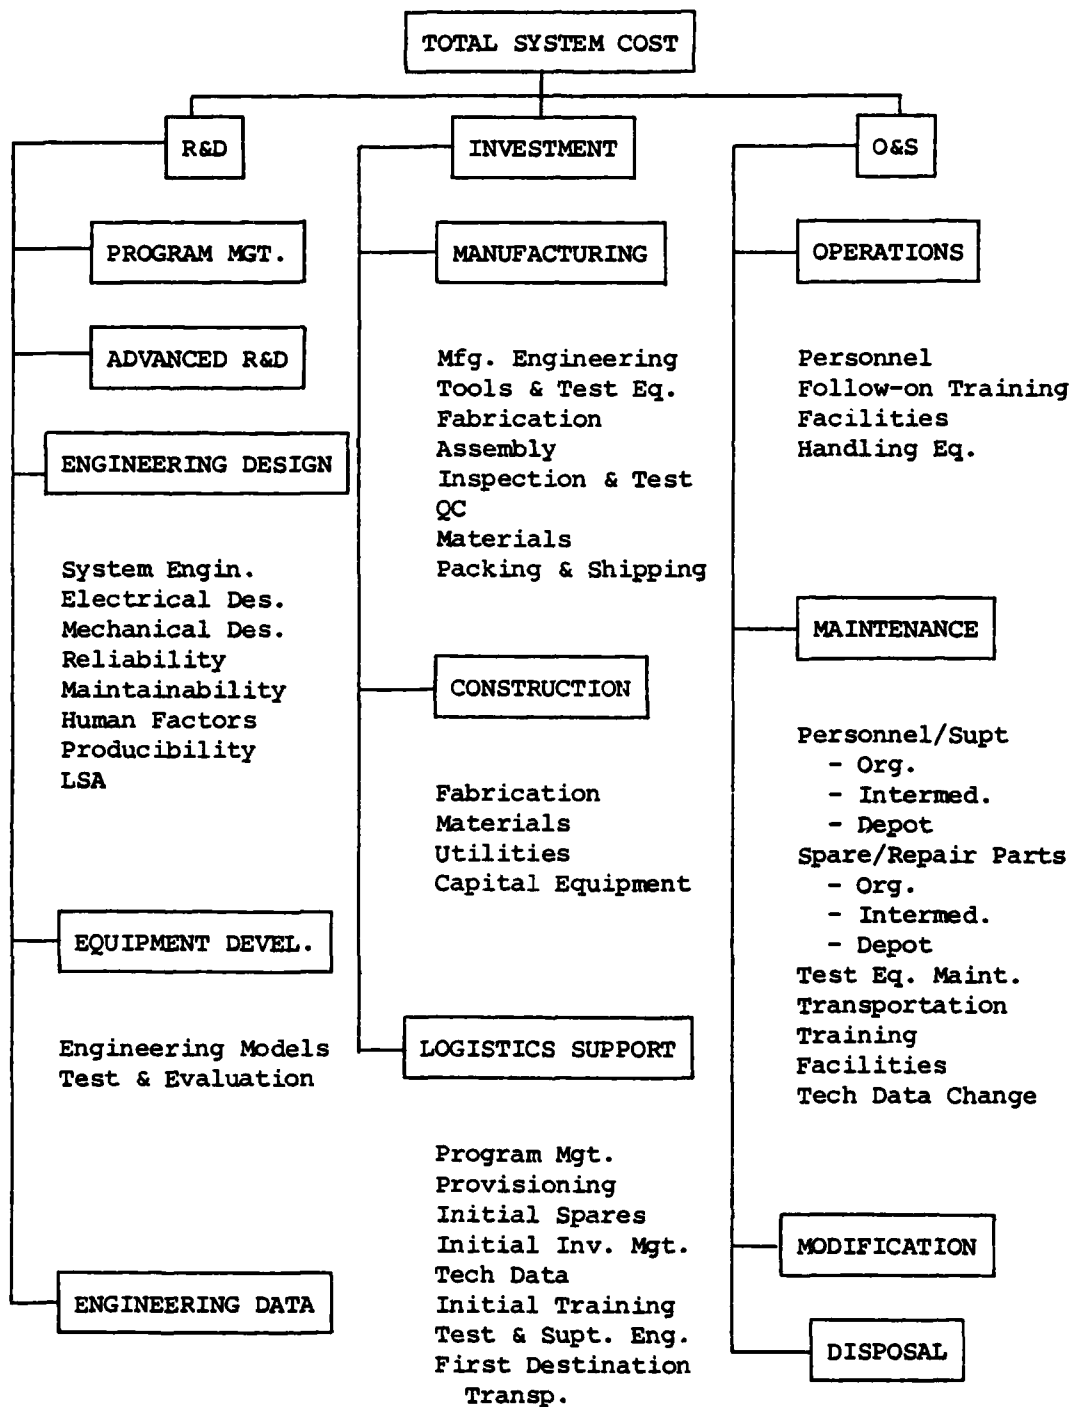 TOTAL SYSTEM COST
R&D
PROGRAM MGT.
ADVANCED R&D
ENGINEERING DESIGN
System Engin.
Electrical Des.
Mechanical Des.
Reliability
Maintainability
Human Factors
Producibility
LSA
EQUIPMENT DEVEL.
Engineering Models
Test & Evaluation
ENGINEERING DATA
INVESTMENT
MANUFACTURING
Mfg. Engineering
Tools & Test Eq.
Fabrication
Assembly
Inspection & Test
QC
Materials
Packing & Shipping
CONSTRUCTION
Fabrication
Materials
Utilities
Capital Equipment
LOGISTICS SUPPORT
Program Mgt.
Provisioning
Initial Spares
Initial Inv. Mgt.
Tech Data
Initial Training
Test & Supt. Eng.
First Destination
Transp.
O&S
OPERATIONS
Personnel
Follow-on Training
Facilities
Handling Eq.
MAINTENANCE
Personnel/Supt
- Org.
- Intermed.
- Depot
Spare/Repair Parts
- Org.
- Intermed.
- Depot
Test Eq. Maint.
Transportation
Training
Facilities
Tech Data Change
MODIFICATION
DISPOSAL